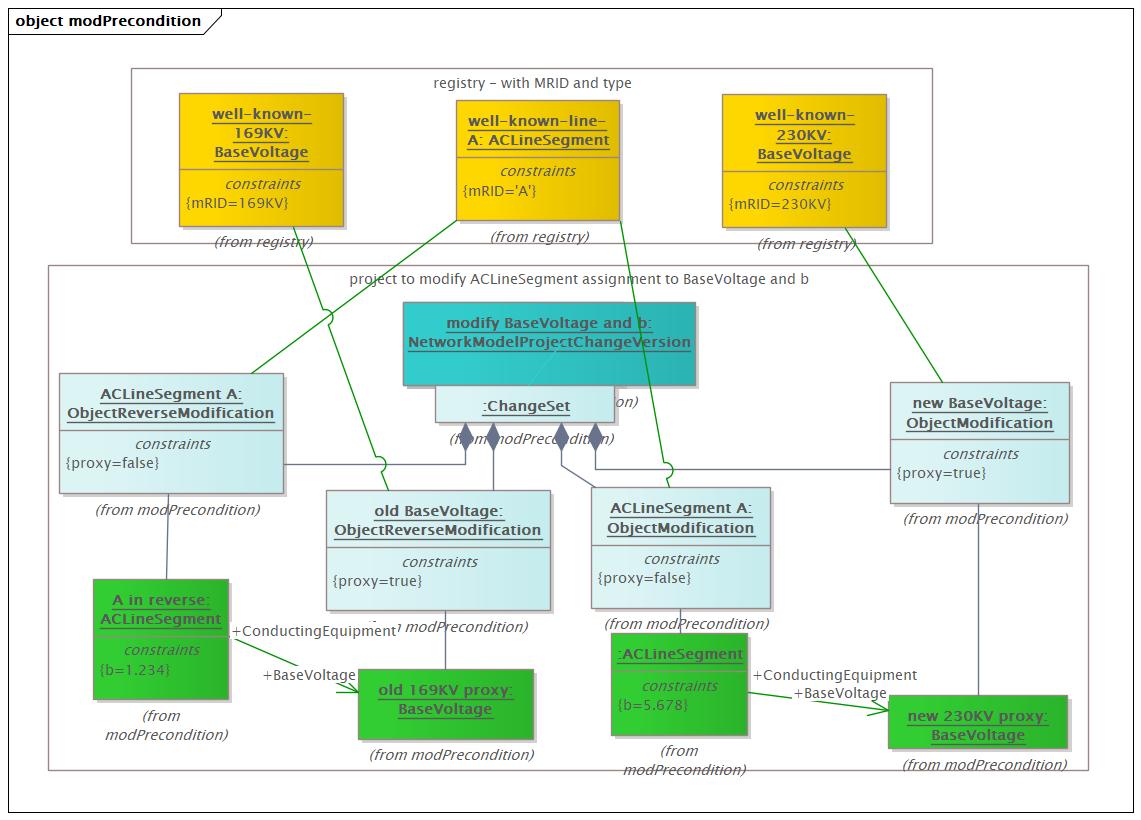 object modPrecondition
registry – with MRID and type
well-known-
169KV:
BaseVoltage
constraints
{mRID=169KV}
(from registry)
well-known-line-
A: ACLineSegment
constraints
{mRID='A'}
(from registry)
well-known-
230KV:
BaseVoltage
constraints
{mRID=230KV}
(from registry)
project to modify ACLineSegment assignment to BaseVoltage and b
modify BaseVoltage and b:
NetworkModelProjectChangeVersion
:ChangeSet
(from modPrecondition)
ACLineSegment A:
ObjectReverseModification
constraints
{proxy=false}
(from modPrecondition)
new BaseVoltage:
ObjectModification
constraints
{proxy=true}
(from modPrecondition)
old BaseVoltage:
ObjectReverseModification
constraints
{proxy=true}
modPrecondition)
ACLineSegment A:
ObjectModification
constraints
{proxy=false}
(from modPrecondition)
A in reverse:
ACLineSegment
constraints
{b=1.234}
(from
modPrecondition)
+ConductingEquipment
+BaseVoltage
old 169KV proxy:
BaseVoltage
(from modPrecondition)
:ACLineSegment
constraints
{b=5.678}
(from
modPrecondition)
+ConductingEquipment
+BaseVoltage
new 230KV proxy:
BaseVoltage
(from modPrecondition)